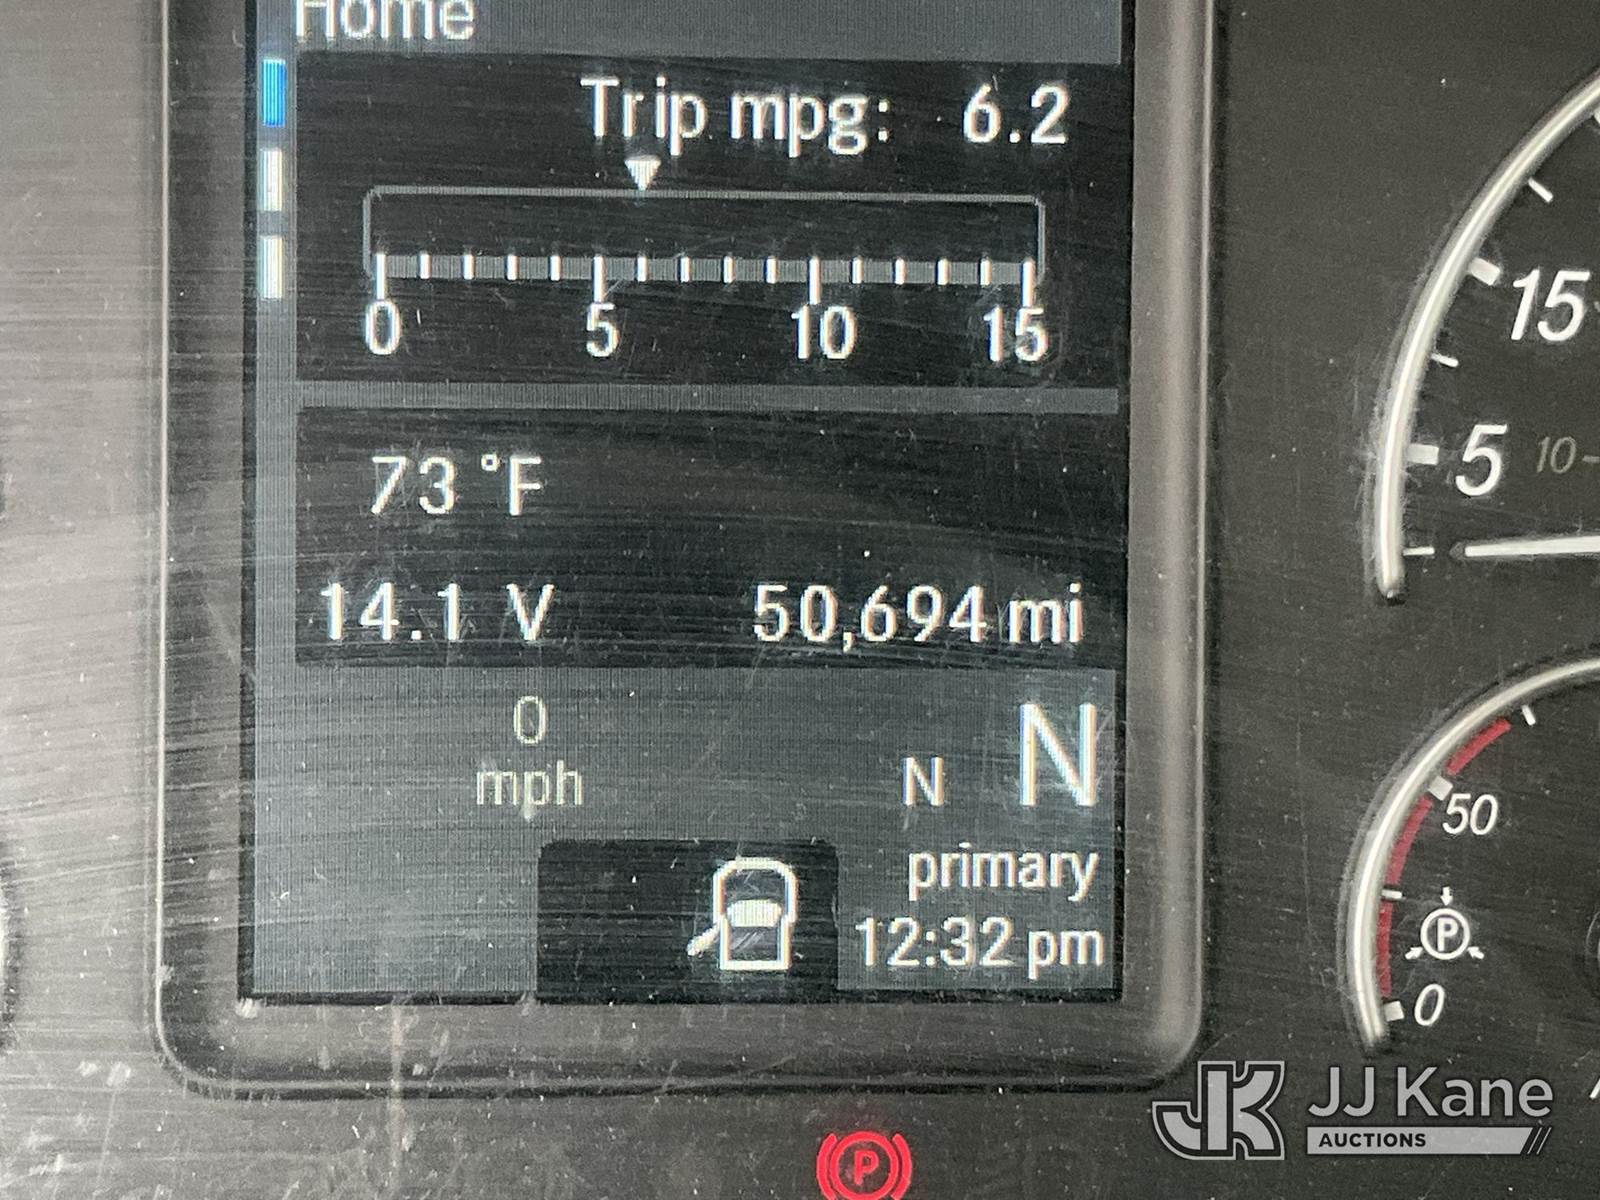 Home
Trip mpg: 6.2
0 5 10 15
73 °F
14.1 V 50,694 mi
0
mph
N N
primary
12:32 pm
15
5 10
50
P
0
P
JK JJ Kane
AUCTIONS